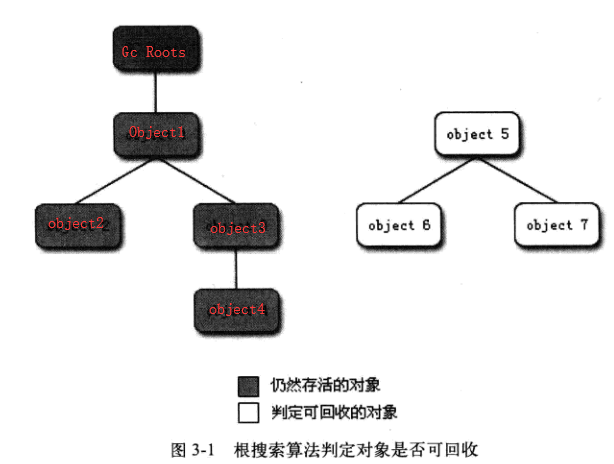 Gc Roots
Object1
object 5
object2
object3
object 6
object 7
object4
仍然存活的对象
判定可回收的对象
图 3-1 根搜索算法判定对象是否可回收